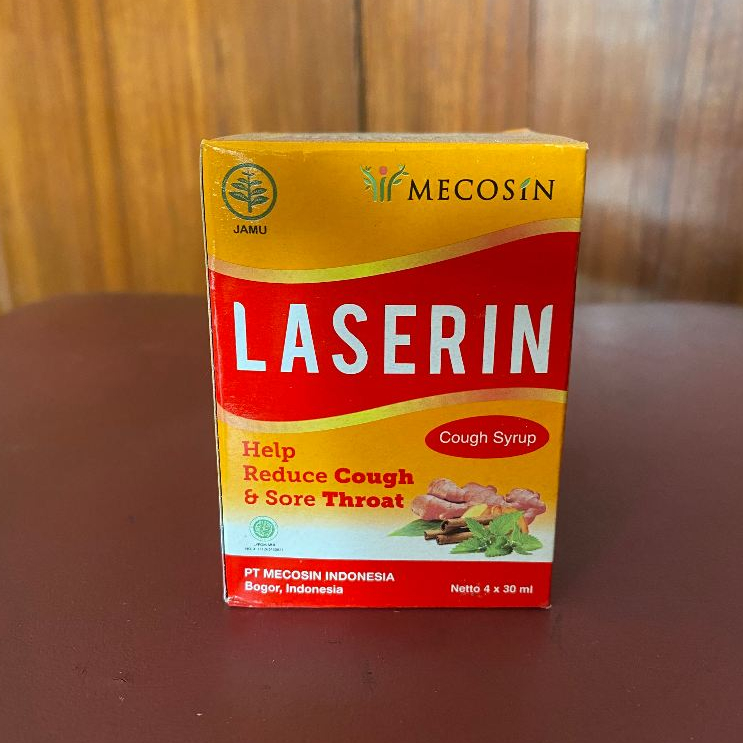 JAMU
MECOSIN
LASERIN
Cough Syrup
Help
Reduce Cough
& Sore Throat
PT MECOSIN INDONESIA
Bogor, Indonesia
Netto 4 x 30 ml